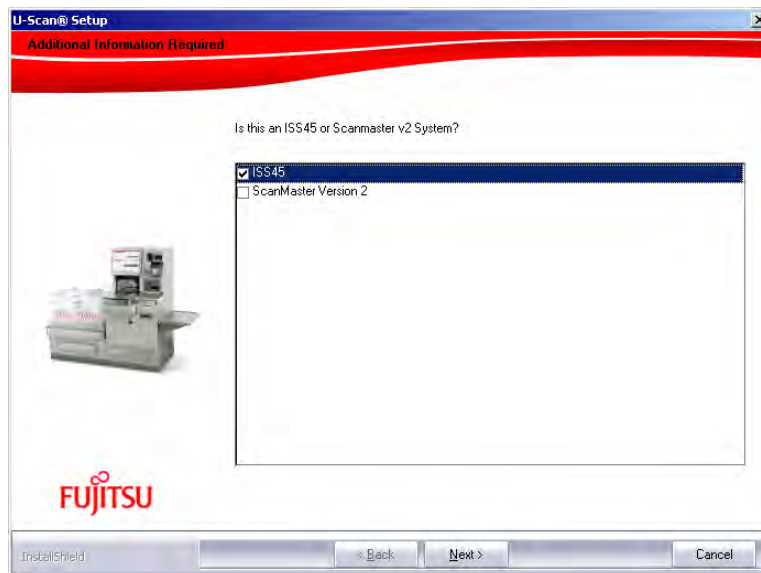 U-Scan® Setup
Additional Information Required
Is this an ISS45 or Scanmaster v2 System?
ISS45
ScanMaster Version 2
FUJITSU
InstallShield
< Back
Next >
Cancel